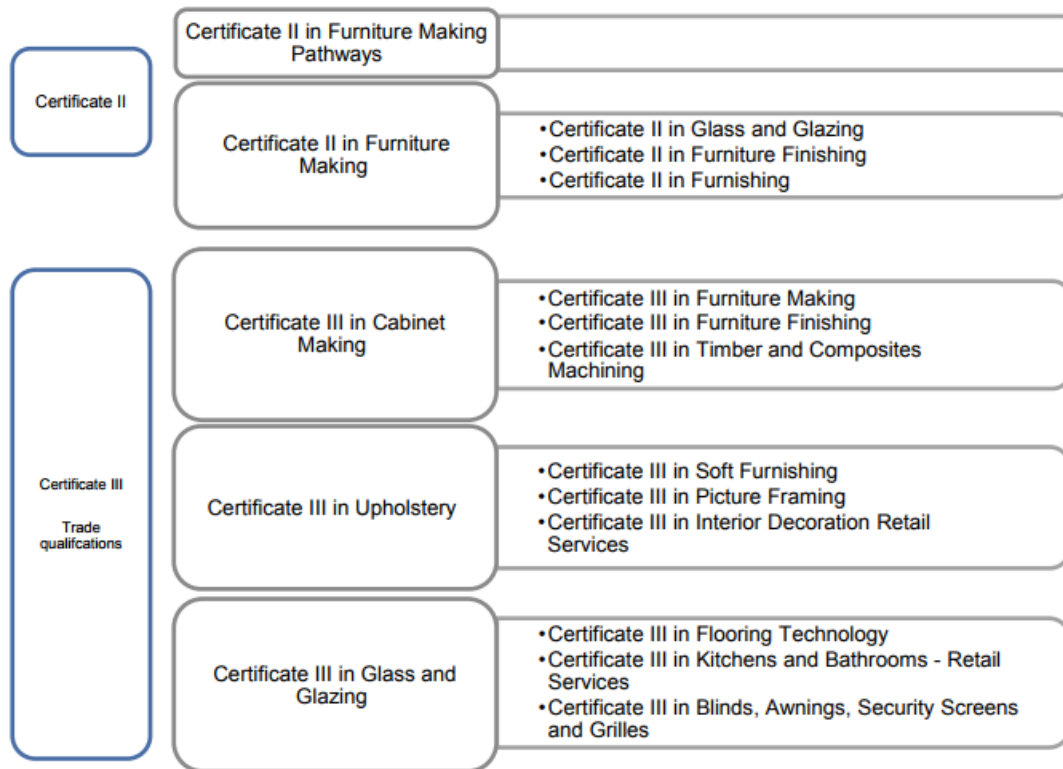 Certificate II
Certificate II in Furniture Making
Pathways
Certificate II in Furniture
Making
•Certificate II in Glass and Glazing
•Certificate II in Furniture Finishing
•Certificate II in Furnishing
Certificate III
Trade
qualifcations
Certificate III in Cabinet
Making
•Certificate III in Furniture Making
•Certificate III in Furniture Finishing
•Certificate III in Timber and Composites
Machining
Certificate III in Upholstery
•Certificate III in Soft Furnishing
•Certificate III in Picture Framing
•Certificate III in Interior Decoration Retail
Services
Certificate III in Glass and
Glazing
•Certificate III in Flooring Technology
•Certificate III in Kitchens and Bathrooms - Retail
Services
•Certificate III in Blinds, Awnings, Security Screens
and Grilles